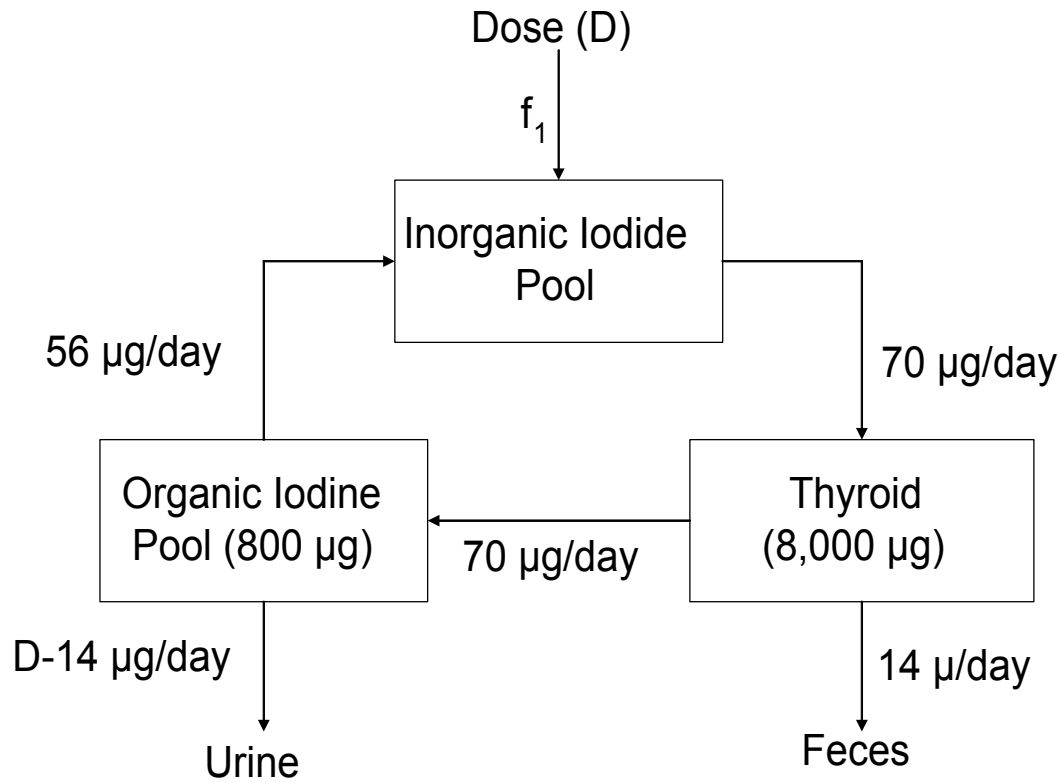 Dose (D)
f₁
Inorganic Iodide
Pool
56 µg/day
70 µg/day
Organic Iodine
Pool (800 µg)
70 µg/day
Thyroid
(8,000 µg)
D-14 µg/day
14 µ/day
Urine
Feces